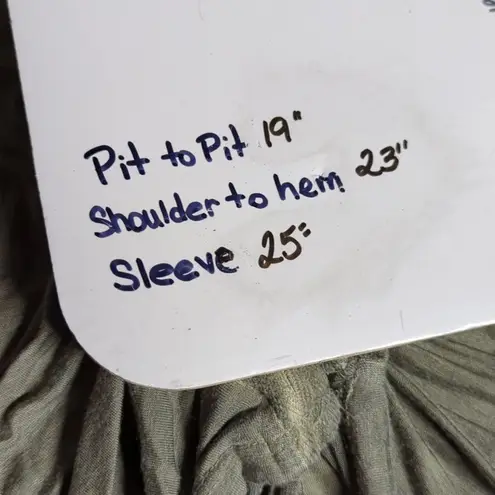 Pit to Pit 19"
Shoulder to hem 23"
Sleeve 25"